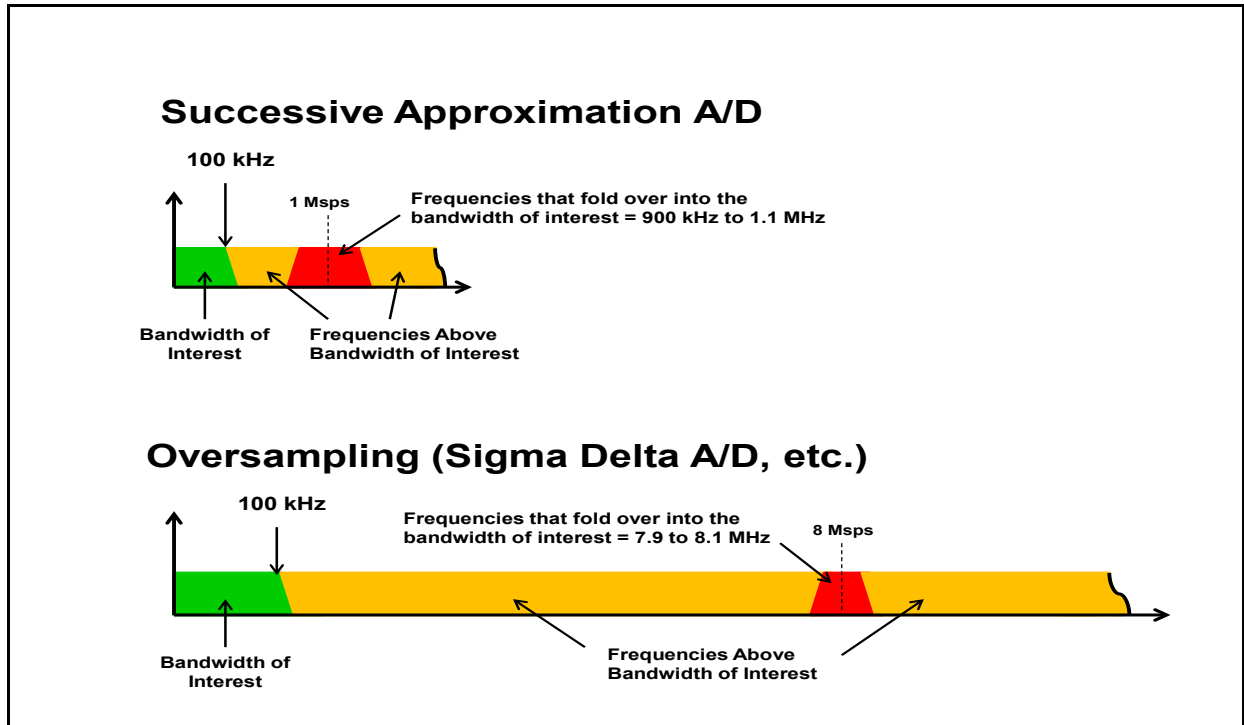 Successive Approximation A/D
100 kHz
1 Msps
Frequencies that fold over into the
bandwidth of interest = 900 kHz to 1.1 MHz
Bandwidth of
Interest
Frequencies Above
Bandwidth of Interest
Oversampling (Sigma Delta A/D, etc.)
100 kHz
Frequencies that fold over into the
bandwidth of interest = 7.9 to 8.1 MHz
8 Msps
Bandwidth of
Interest
Frequencies Above
Bandwidth of Interest